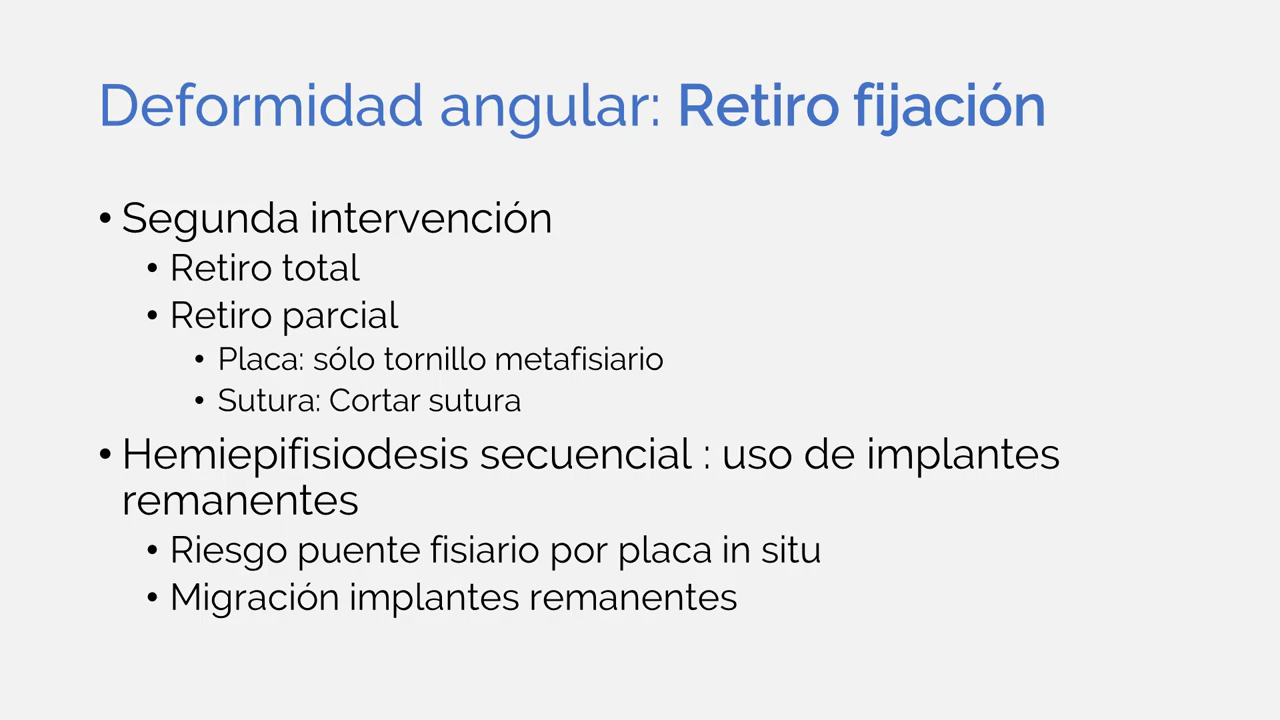 Deformidad angular: Retiro fijación
• Segunda intervención
• Retiro total
• Retiro parcial
• Placa: sólo tornillo metafisiario
• Sutura: Cortar sutura
• Hemiepifisiodesis secuencial : uso de implantes
remanentes
• Riesgo puente fisiario por placa in situ
• Migración implantes remanentes